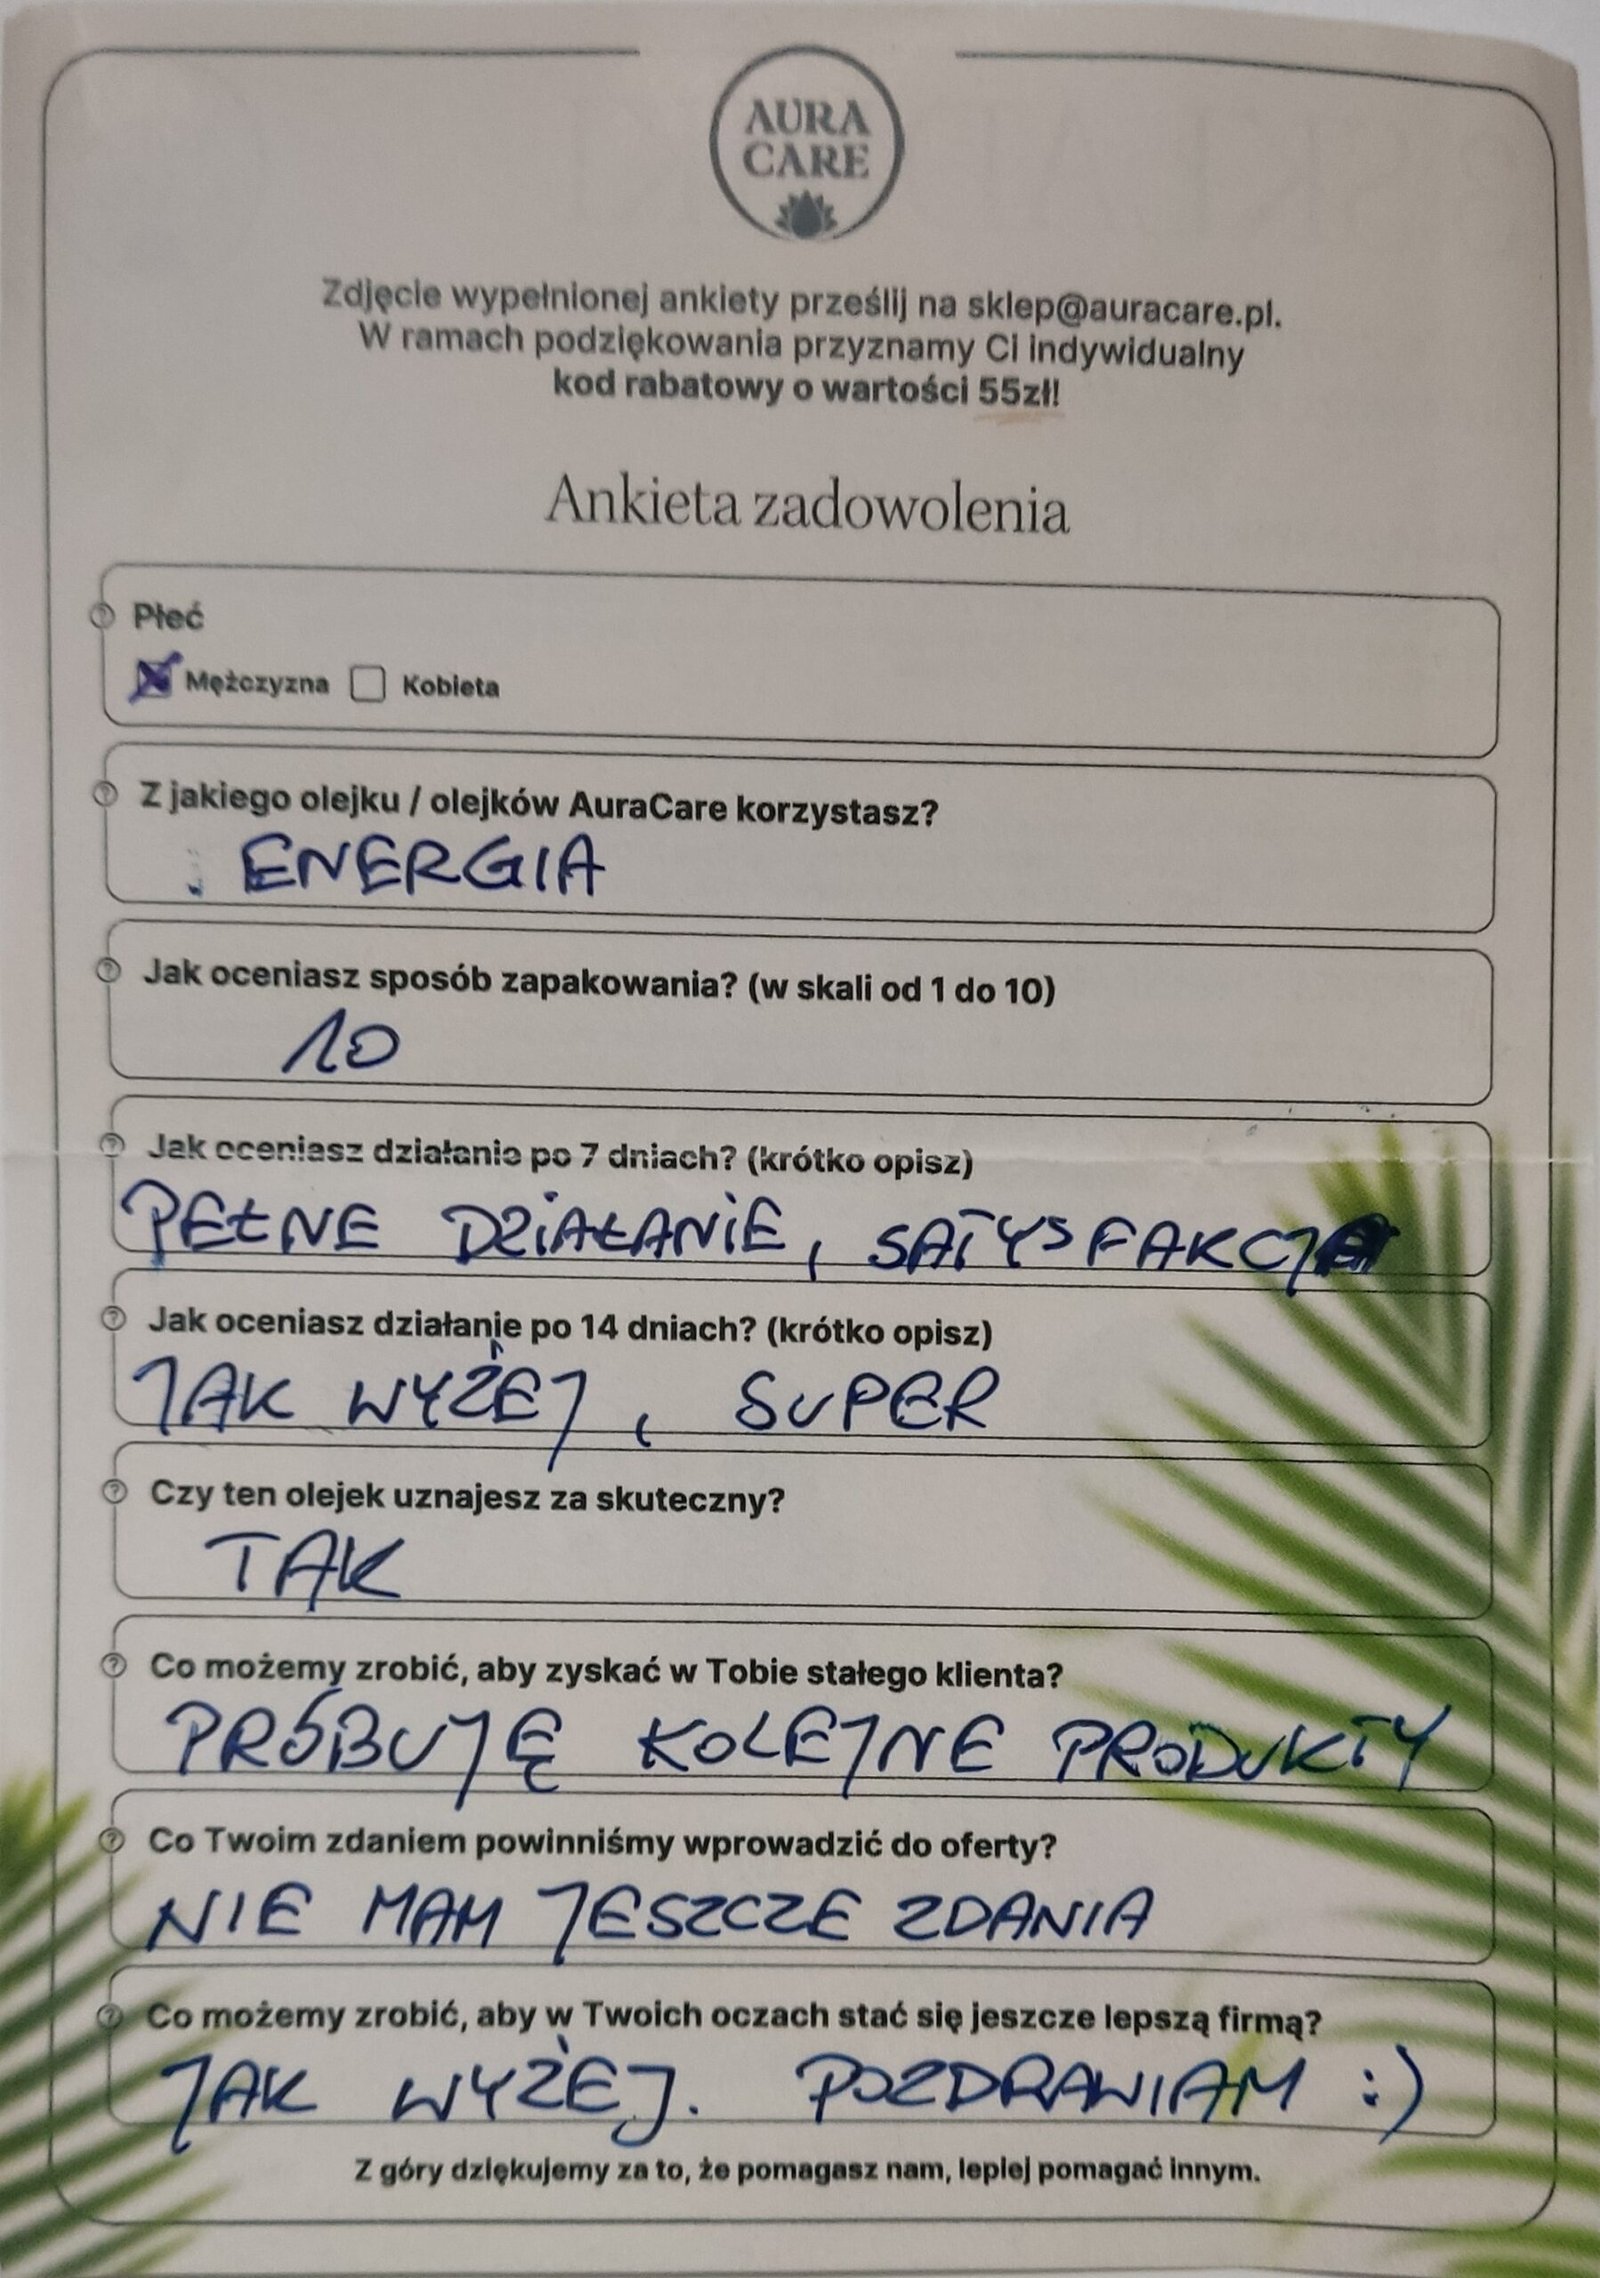 AURA
CARE
Zdjęcie wypełnionej ankiety prześlij na sklep@auracare.pl.
W ramach podziękowania przyznamy Ci indywidualny
kod rabatowy o wartości 55zł!
Ankieta zadowolenia
? Płeć
Mężczyzna Kobieta
? Z jakiego olejku / olejków AuraCare korzystasz?
ENERGIA
? Jak oceniasz sposób zapakowania? (w skali od 1 do 10)
10
? Jak oceniasz działanie po 7 dniach? (krótko opisz)
PEŁNE DZIAŁANIE, SATYSFAKCJA
? Jak oceniasz działanie po 14 dniach? (krótko opisz)
JAK WYŻEJ, SUPER
? Czy ten olejek uznajesz za skuteczny?
TAK
? Co możemy zrobić, aby zyskać w Tobie stałego klienta?
PRÓBUJĘ KOLEJNE PRODUKTY
? Co Twoim zdaniem powinniśmy wprowadzić do oferty?
NIE MAM JESZCZE ZDANIA
? Co możemy zrobić, aby w Twoich oczach stać się jeszcze lepszą firmą?
JAK WYŻEJ. POZDRAWIAM :)
Z góry dziękujemy za to, że pomagasz nam, lepiej pomagać innym.